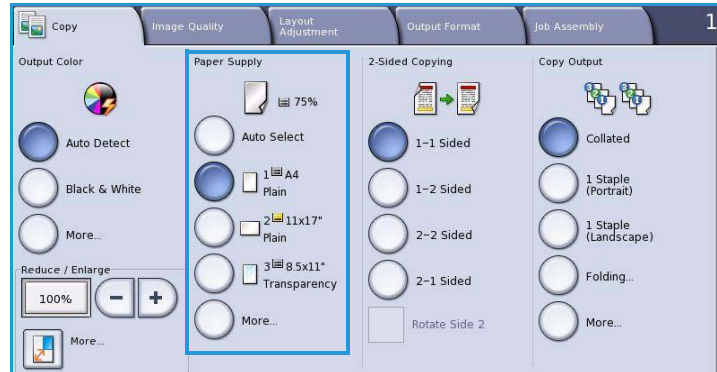 Copy
Image Quality
Layout
Adjustment
Output Format
Job Assembly
1
Output Color
Auto Detect
Black & White
More...
Reduce / Enlarge
100%
More...
Paper Supply
75%
Auto Select
1 A4
Plain
2 11x17"
Plain
3 8.5x11"
Transparency
More...
2-Sided Copying
1-1 Sided
1-2 Sided
2-2 Sided
2-1 Sided
Rotate Side 2
Copy Output
Collated
1 Staple
(Portrait)
1 Staple
(Landscape)
Folding...
More...